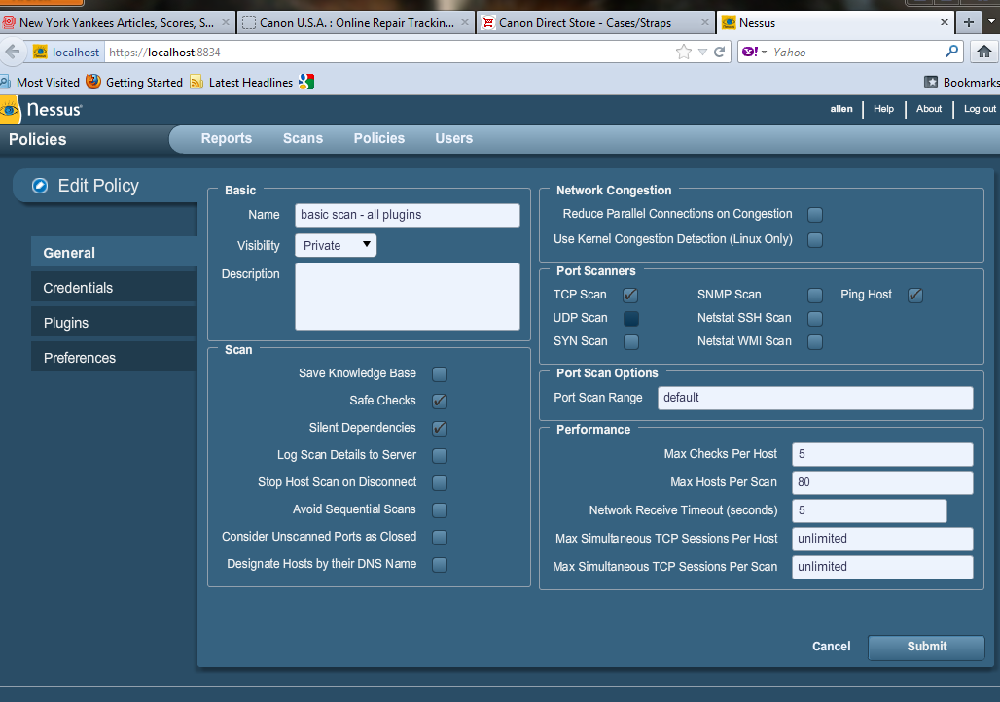 New York Yankees Articles, Scores, S...
Canon U.S.A. : Online Repair Trackin...
Canon Direct Store - Cases/Straps
Nessus
localhost
https://localhost:8834
Yahoo
Most Visited
Getting Started
Latest Headlines
Bookmarks
Nessus
allen
Help
About
Log out
Policies
Reports
Scans
Policies
Users
Edit Policy
General
Credentials
Plugins
Preferences
Basic
Name
basic scan - all plugins
Visibility
Private
Description
Scan
Save Knowledge Base
Safe Checks
Silent Dependencies
Log Scan Details to Server
Stop Host Scan on Disconnect
Avoid Sequential Scans
Consider Unscanned Ports as Closed
Designate Hosts by their DNS Name
Network Congestion
Reduce Parallel Connections on Congestion
Use Kernel Congestion Detection (Linux Only)
Port Scanners
TCP Scan
SNMP Scan
Ping Host
UDP Scan
Netstat SSH Scan
SYN Scan
Netstat WMI Scan
Port Scan Options
Port Scan Range
default
Performance
Max Checks Per Host
5
Max Hosts Per Scan
80
Network Receive Timeout (seconds)
5
Max Simultaneous TCP Sessions Per Host
unlimited
Max Simultaneous TCP Sessions Per Scan
unlimited
Cancel
Submit